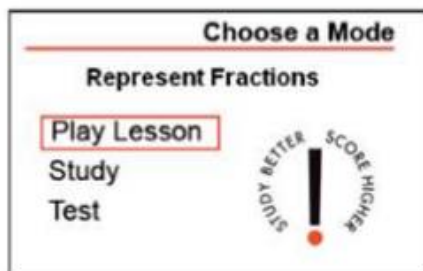 Choose a Mode
Represent Fractions
Play Lesson
Study
Test
STUDY BETTER SCORE HIGHER